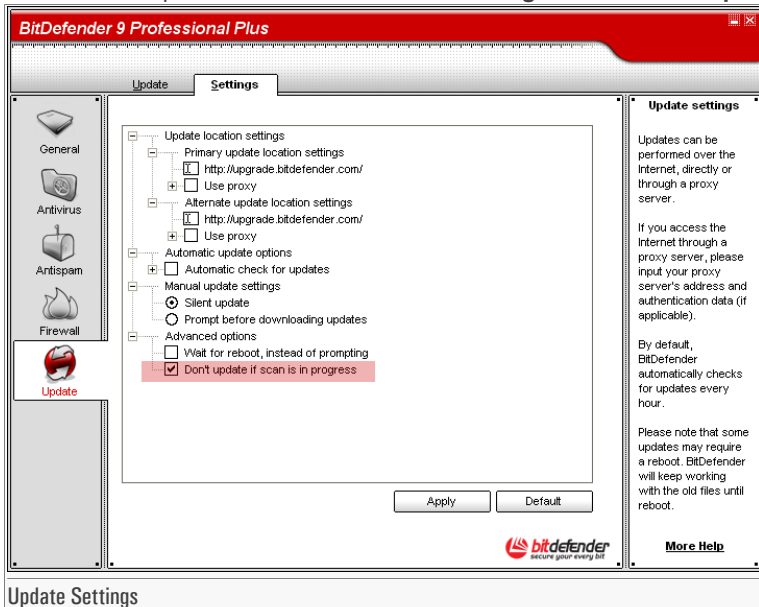 BitDefender 9 Professional Plus
Update
Settings
General
Antivirus
Antispam
Firewall
Update
Update location settings
Primary update location settings
http://upgrade.bitdefender.com/
Use proxy
Alternate update location settings
http://upgrade.bitdefender.com/
Use proxy
Automatic update options
Automatic check for updates
Manual update settings
Silent update
Prompt before downloading updates
Advanced options
Wait for reboot, instead of prompting
Don't update if scan is in progress
Apply
Default
bitdefender
secure your every bit
Update settings
Updates can be
performed over the
Internet, directly or
through a proxy
server.
If you access the
Internet through a
proxy server, please
input your proxy
server's address and
authentication data (if
applicable).
By default,
BitDefender
automatically checks
for updates every
hour.
Please note that some
updates may require
a reboot. BitDefender
will keep working
with the old files until
reboot.
More Help
Update Settings